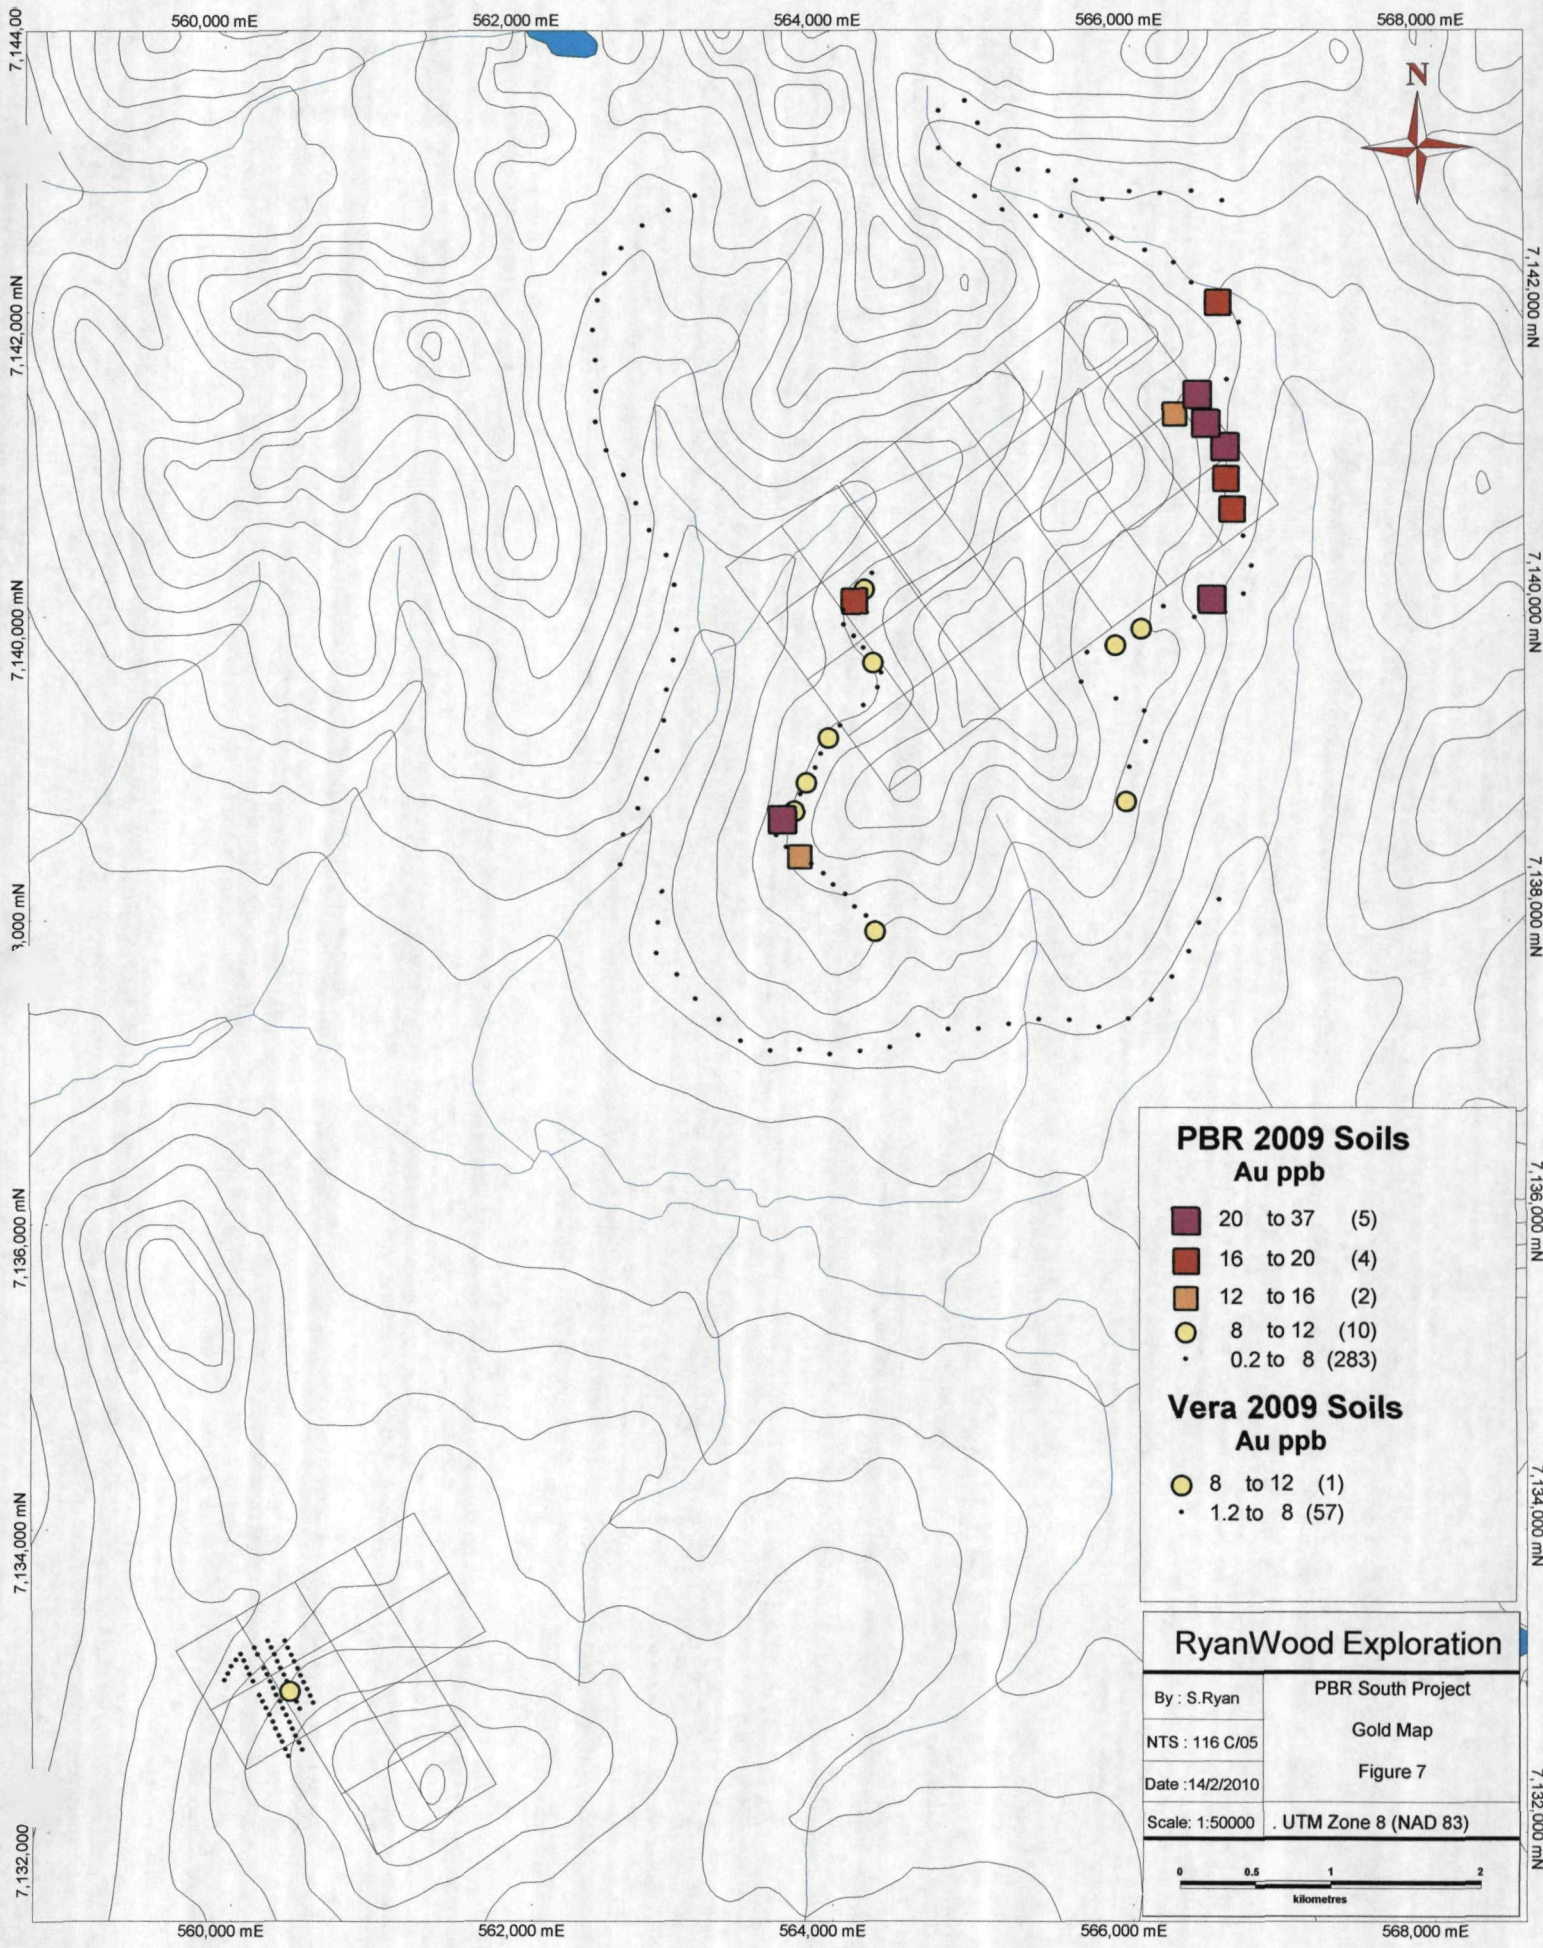 560,000 mE 562,000 mE 564,000 mE 566,000 mE 568,000 mE
7,144,00
N
7,142,000 mN
7,142,000 mN
7,140,000 mN
7,140,000 mN
7,138,000 mN
,000 mN
PBR 2009 Soils
Au ppb
20 to 37 (5)
16 to 20 (4)
12 to 16 (2)
8 to 12 (10)
0.2 to 8 (283)
Vera 2009 Soils
Au ppb
8 to 12 (1)
1.2 to 8 (57)
7,136,000 mN
7,136,000 mN
7,134,000 mN
7,134,000 mN
RyanWood Exploration
By : S.Ryan
PBR South Project
Gold Map
Figure 7
NTS : 116 C/05
Date :14/2/2010
Scale: 1:50000
. UTM Zone 8 (NAD 83)
0 0.5 1 2
kilometres
7,132,000 mN
7,132,000
560,000 mE 562,000 mE 564,000 mE 566,000 mE 568,000 mE